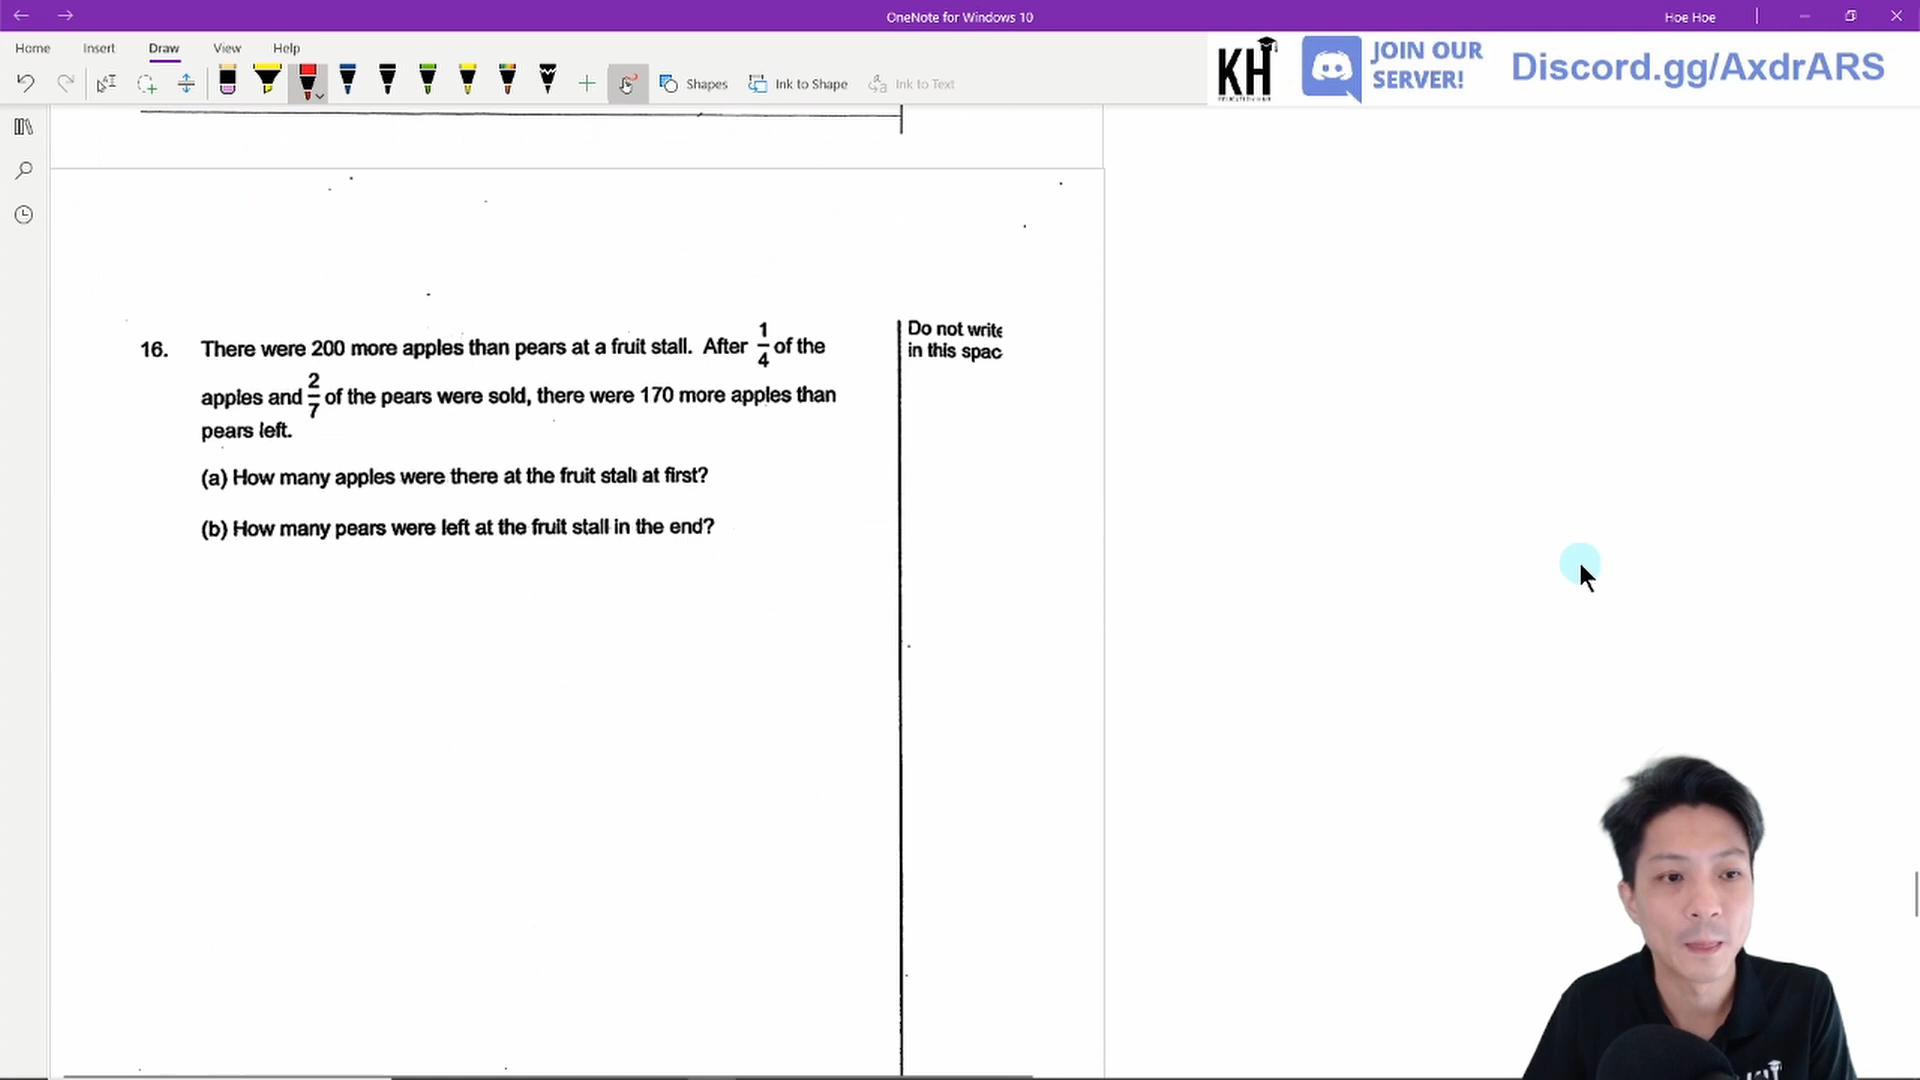 OneNote for Windows 10
Hoe Hoe
Home Insert Draw View Help
Shapes Ink to Shape Ink to Text
KH
JOIN OUR
SERVER!
Discord.gg/AxdrARS
16. There were 200 more apples than pears at a fruit stall. After 1/4 of the
apples and 2/7 of the pears were sold, there were 170 more apples than
pears left.
(a) How many apples were there at the fruit stall at first?
(b) How many pears were left at the fruit stall in the end?
Do not write
in this spac